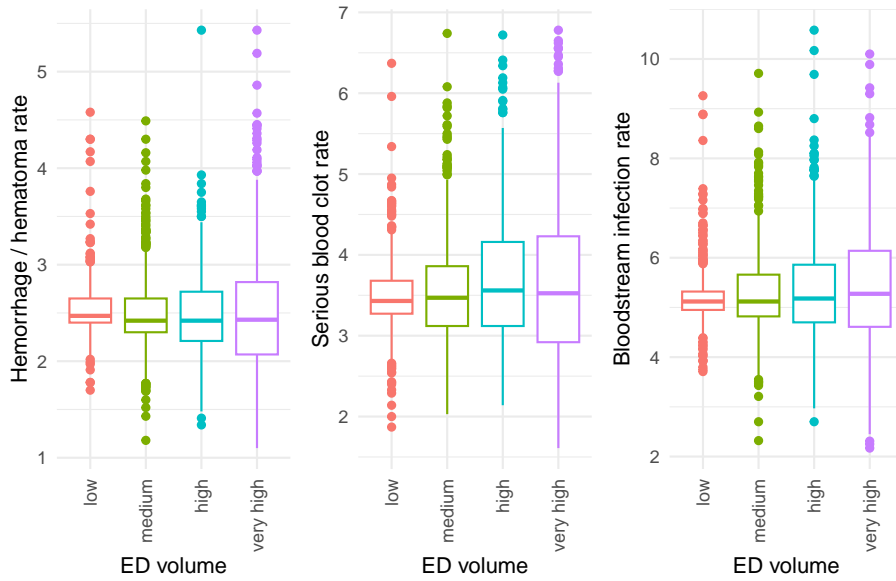 Hemorrhage / hematoma rate
5
4
3
2
1
low
medium
high
very high
ED volume
Serious blood clot rate
7
6
5
4
3
2
low
medium
high
very high
ED volume
Bloodstream infection rate
10
8
6
4
2
low
medium
high
very high
ED volume